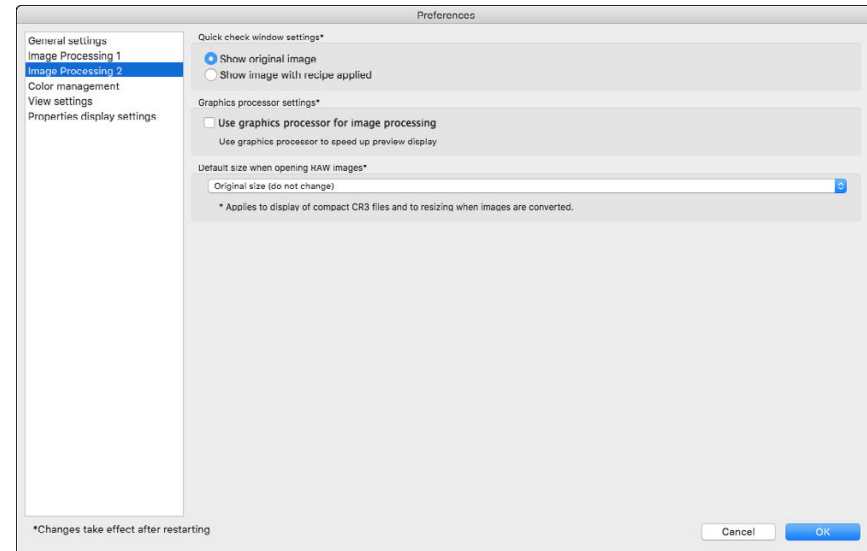 Preferences
General settings
Image Processing 1
Image Processing 2
Color management
View settings
Properties display settings
Quick check window settings*
Show original image
Show image with recipe applied
Graphics processor settings*
Use graphics processor for image processing
Use graphics processor to speed up preview display
Default size when opening RAW images*
Original size (do not change)
* Applies to display of compact CR3 files and to resizing when images are converted.
*Changes take effect after restarting
Cancel
OK